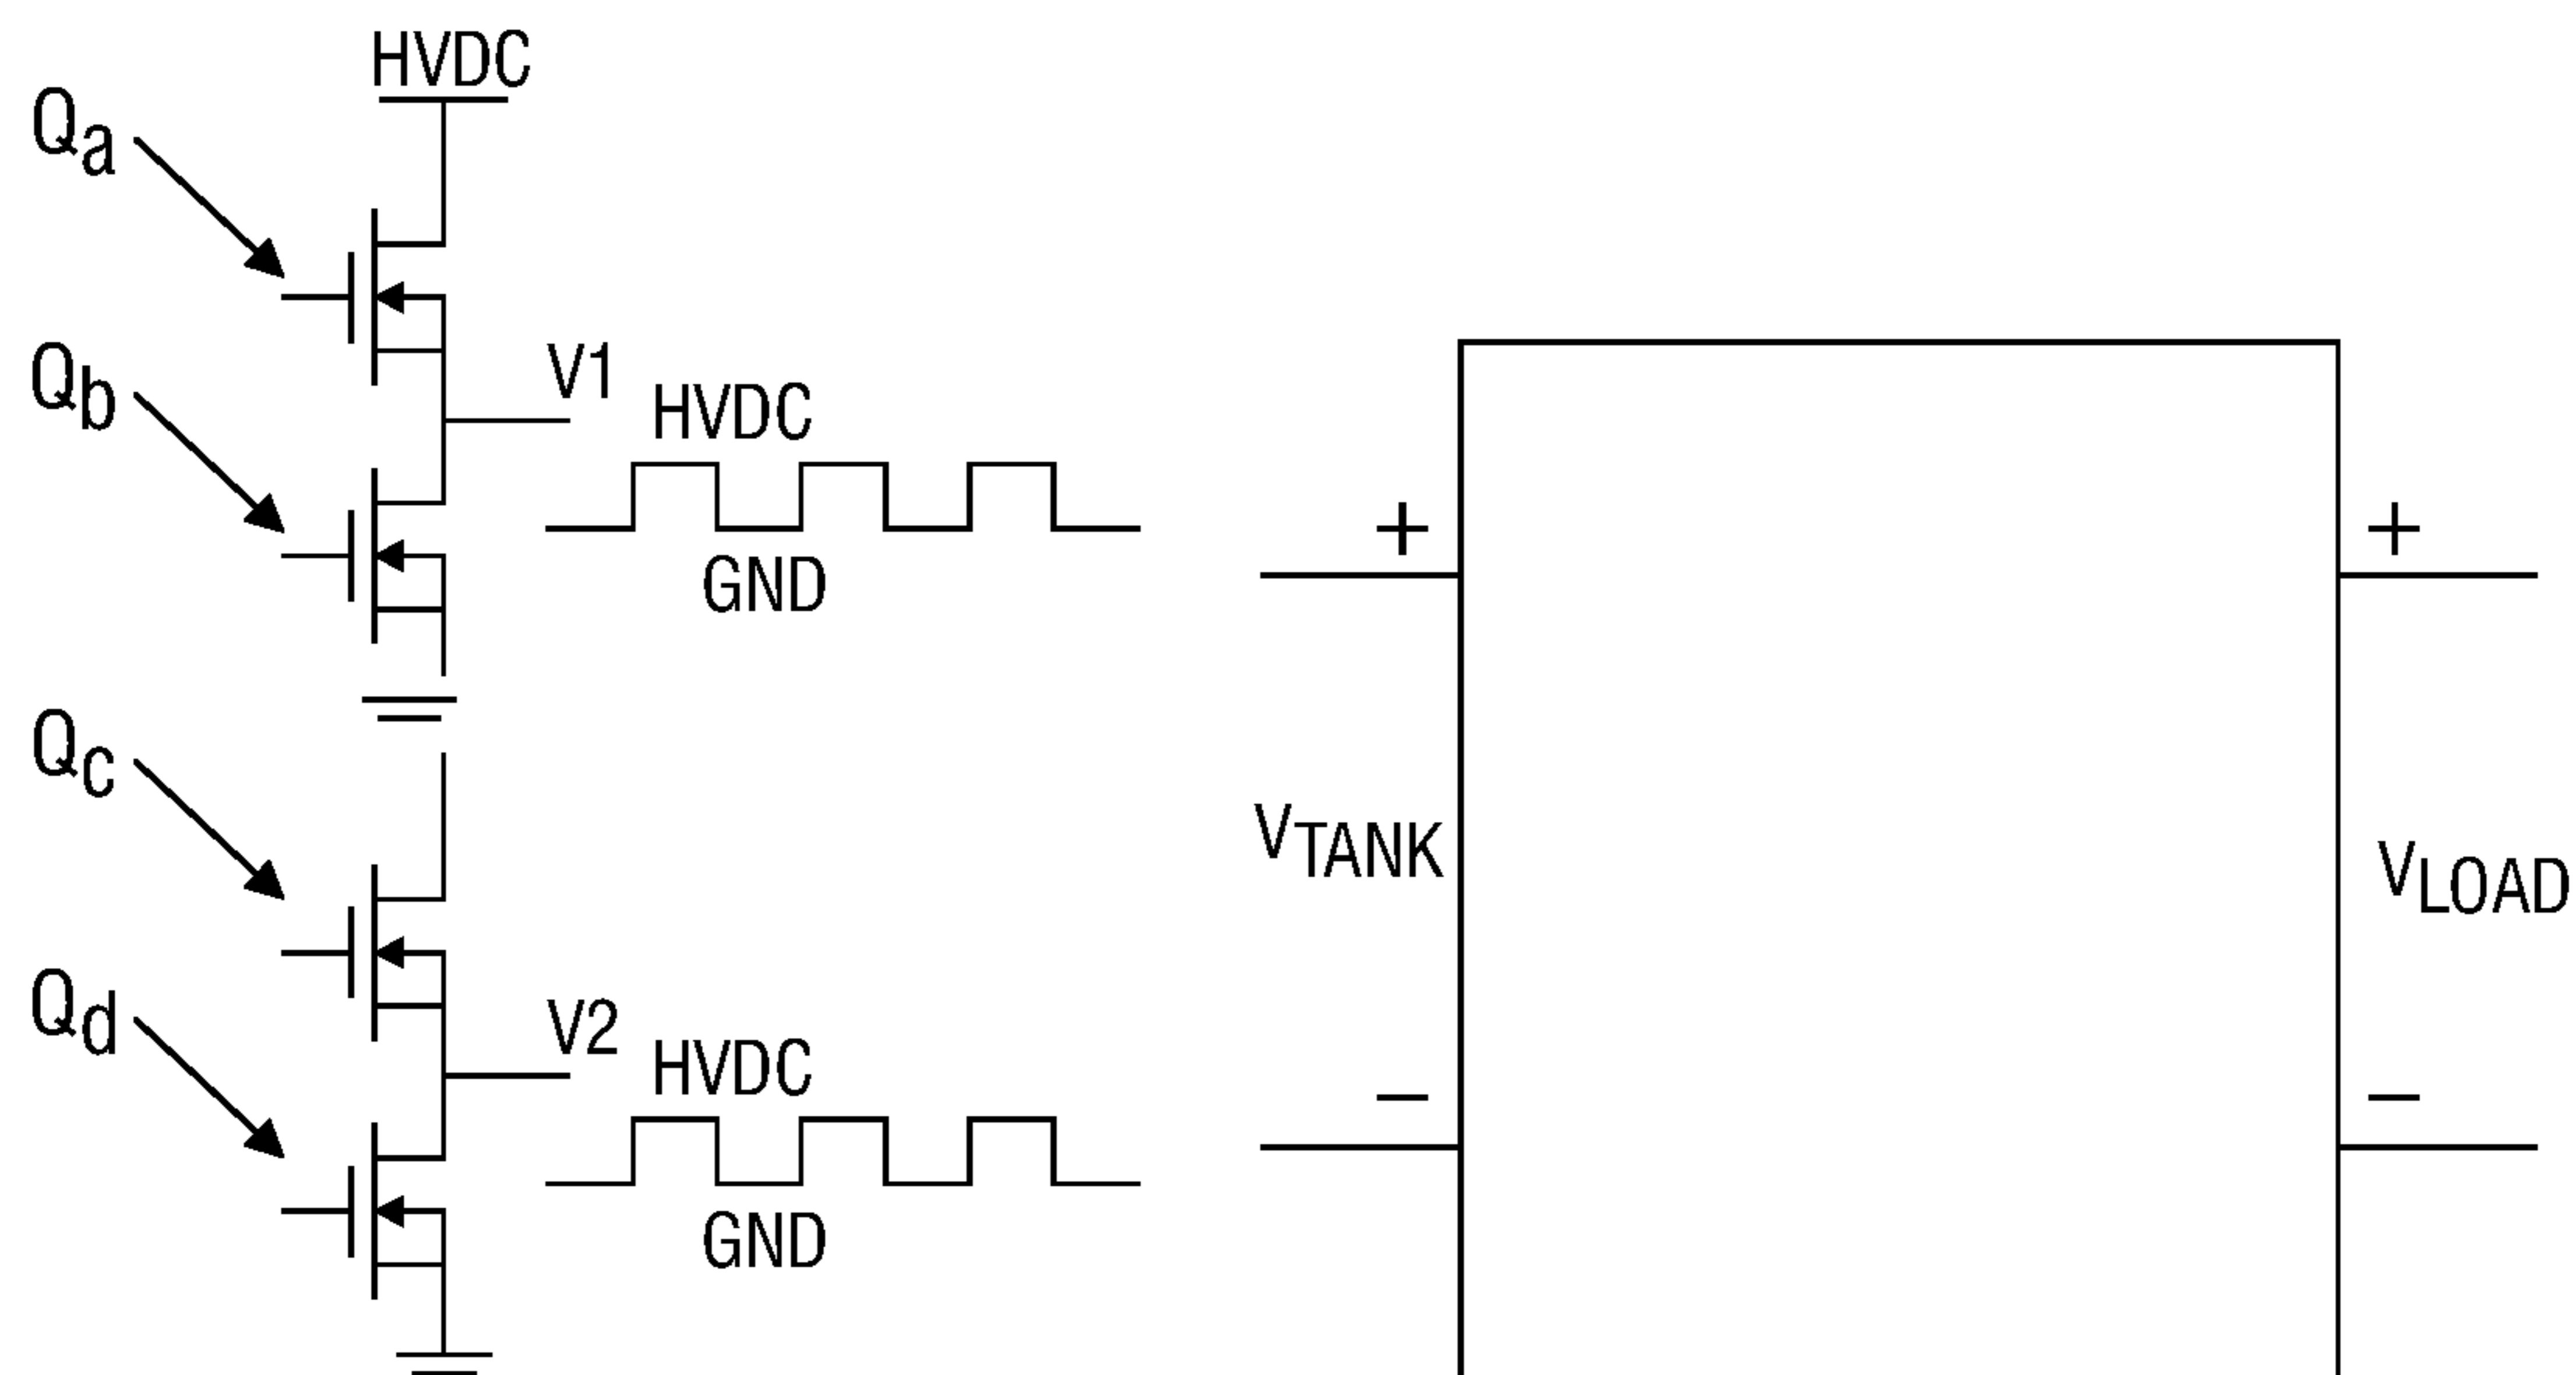 HVDC
Qa
Qb
V1
HVDC
GND
+
+
Qc
VTANK
VLOAD
Qd
V2
HVDC
GND
−
−